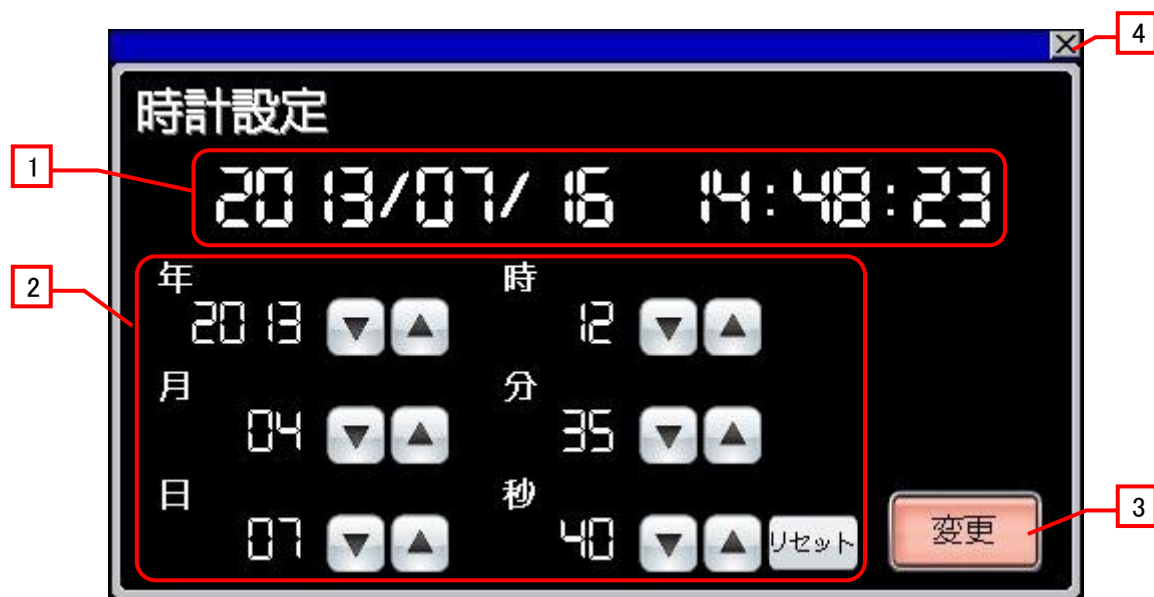 4
時計設定
1
2013/07/16 14:48:23
2
年 時
2013 ▼ ▲ 12 ▼ ▲
月 分
04 ▼ ▲ 35 ▼ ▲
日 秒
07 ▼ ▲ 40 ▼ ▲ リセット
変更
3